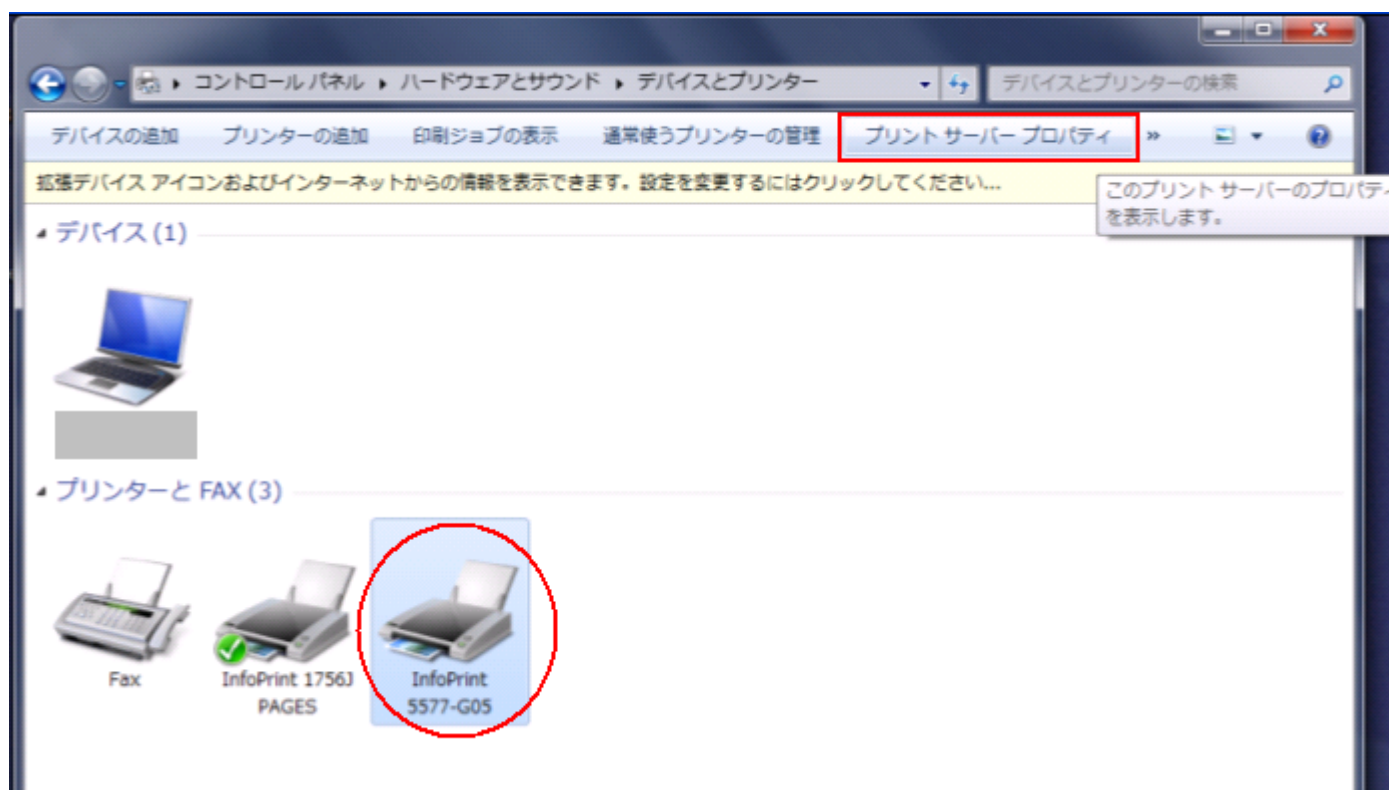 コントロール パネル ▸ ハードウェアとサウンド ▸ デバイスとプリンター
デバイスとプリンターの検索
デバイスの追加 プリンターの追加 印刷ジョブの表示 通常使うプリンターの管理 プリント サーバー プロパティ »
拡張デバイス アイコンおよびインターネットからの情報を表示できます。設定を変更するにはクリックしてください...
このプリント サーバーのプロパティ
を表示します。
デバイス (1)
プリンターと FAX (3)
Fax
InfoPrint 1756J
PAGES
InfoPrint
5577-G05